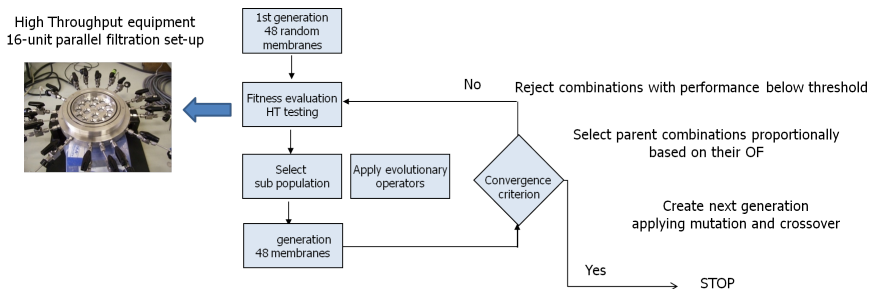 High Throughput equipment
16-unit parallel filtration set-up
1st generation
48 random
membranes
Fitness evaluation
HT testing
Select
sub population
Apply evolutionary
operators
generation
48 membranes
Convergence
criterion
No
Yes
STOP
Reject combinations with performance below threshold
Select parent combinations proportionally
based on their OF
Create next generation
applying mutation and crossover